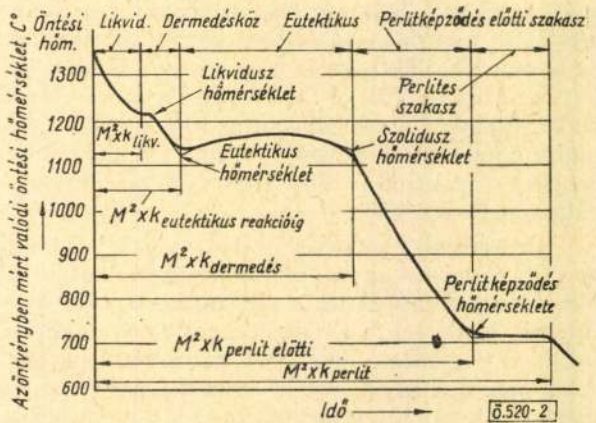 Öntési
hőm.
Likvid.
Dermedésköz
Eutektikus
Perlitképződés előtti szakasz
Perlites
szakasz
Likvidusz
hőmérséklet
Eutektikus
hőmérséklet
Szolidusz
hőmérséklet
Perlitképződés
hőmérséklete
M²xk likv.
M²xk eutektikus reakcióig
M²xk dermedés
M²xk perlit előtti
M²xk perlit
1300
1200
1100
1000
900
800
700
600
Azöntvényben mért valódi öntési hőmérséklet, C°
Idő
Ö.520-2